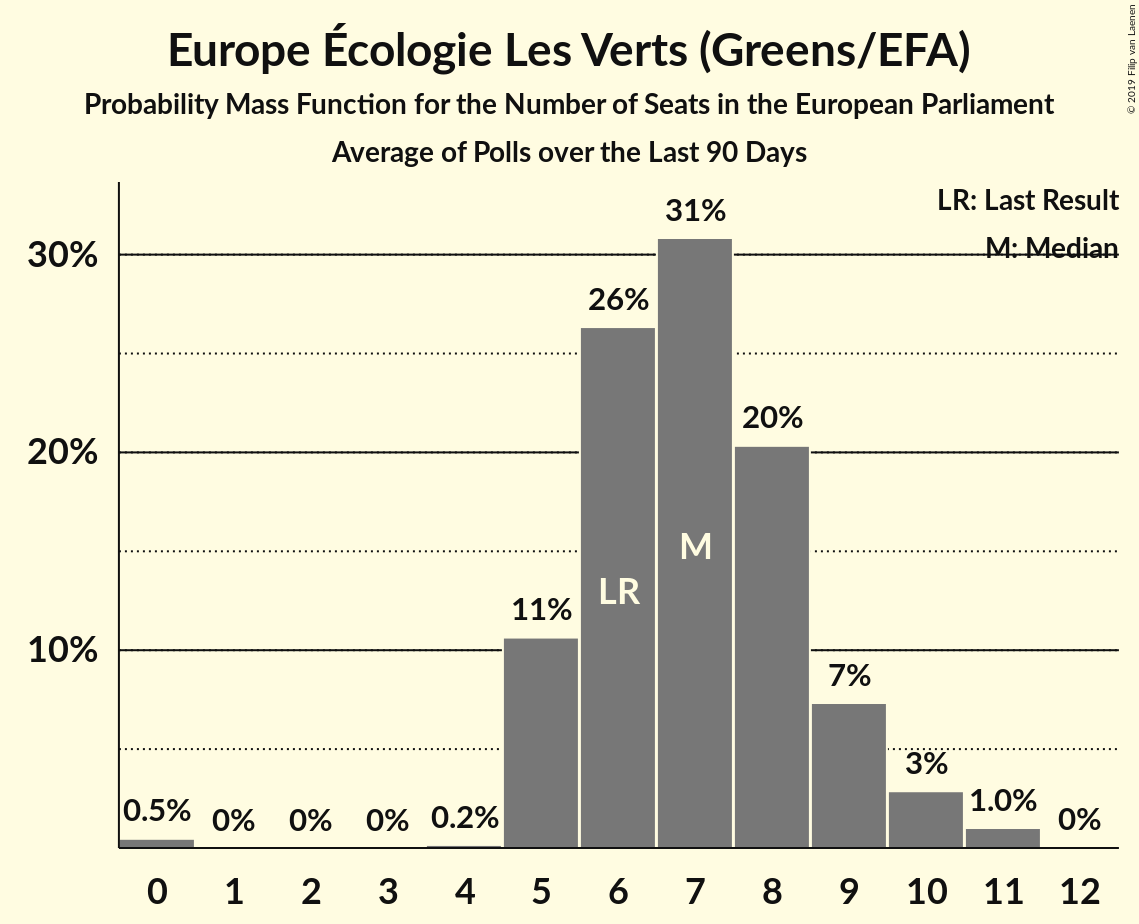 Europe Écologie Les Verts (Greens/EFA)
Probability Mass Function for the Number of Seats in the European Parliament
Average of Polls over the Last 90 Days
© 2019 Filip van Laenen
LR: Last Result
M: Median
30%
20%
10%
0.5%
0%
0%
0%
0.2%
11%
26%
31%
20%
7%
3%
1.0%
0%
LR
M
0 1 2 3 4 5 6 7 8 9 10 11 12